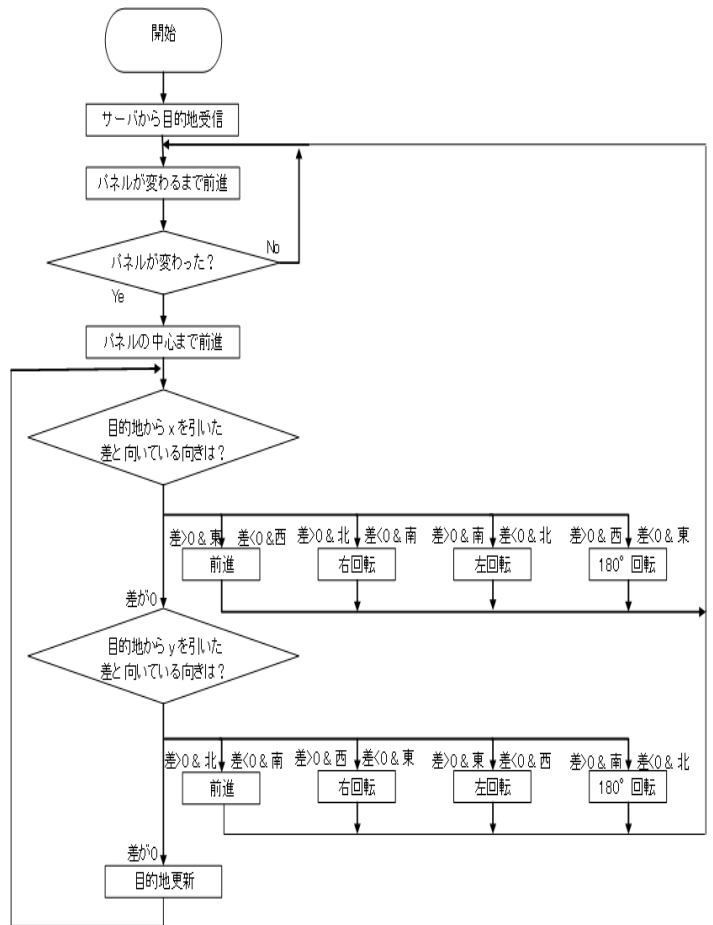 開始
サーバから目的地受信
パネルが変わるまで前進
パネルが変わった？
No
Ye
パネルの中心まで前進
目的地からxを引いた
差と向いている向きは？
差>0&東 差<0&西 差>0&北 差<0&南 差>0&南 差<0&北 差>0&西 差<0&東
前進 右回転 左回転 180°回転
差が0
目的地からyを引いた
差と向いている向きは？
差>0&北 差<0&南 差>0&西 差<0&東 差>0&東 差<0&西 差>0&南 差<0&北
前進 右回転 左回転 180°回転
差が0
目的地更新